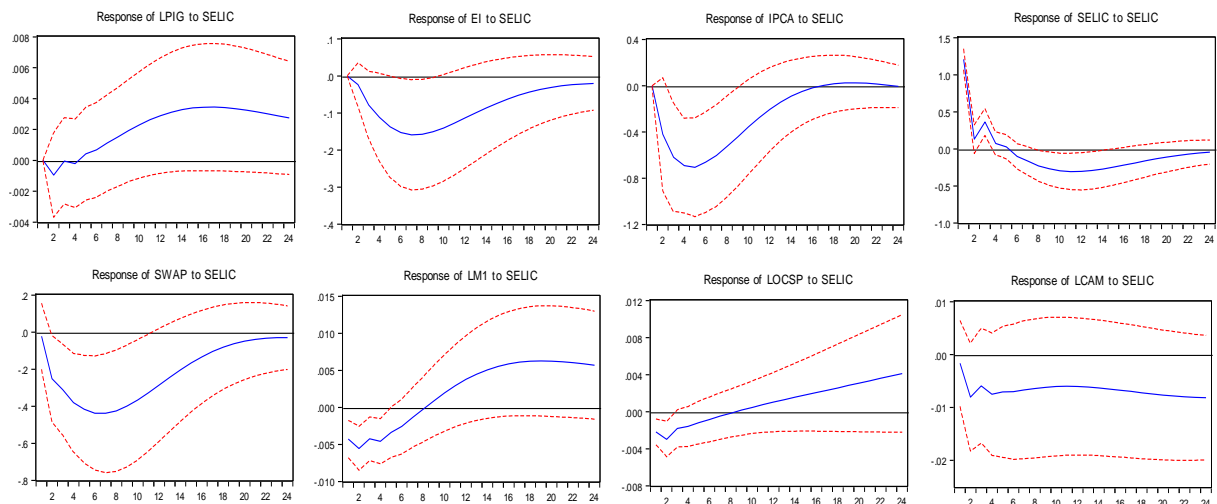 Response of LPIG to SELIC
.008
.006
.004
.002
.000
-.002
-.004
2 4 6 8 10 12 14 16 18 20 22 24
Response of EI to SELIC
.1
.0
-.1
-.2
-.3
-.4
2 4 6 8 10 12 14 16 18 20 22 24
Response of IPCA to SELIC
0.4
0.0
-0.4
-0.8
-1.2
2 4 6 8 10 12 14 16 18 20 22 24
Response of SELIC to SELIC
1.5
1.0
0.5
0.0
-0.5
-1.0
2 4 6 8 10 12 14 16 18 20 22 24
Response of SWAP to SELIC
.2
.0
-.2
-.4
-.6
-.8
2 4 6 8 10 12 14 16 18 20 22 24
Response of LM1 to SELIC
.015
.010
.005
.000
-.005
-.010
2 4 6 8 10 12 14 16 18 20 22 24
Response of LOCSP to SELIC
.012
.008
.004
.000
-.004
-.008
2 4 6 8 10 12 14 16 18 20 22 24
Response of LCAM to SELIC
.01
.00
-.01
-.02
2 4 6 8 10 12 14 16 18 20 22 24